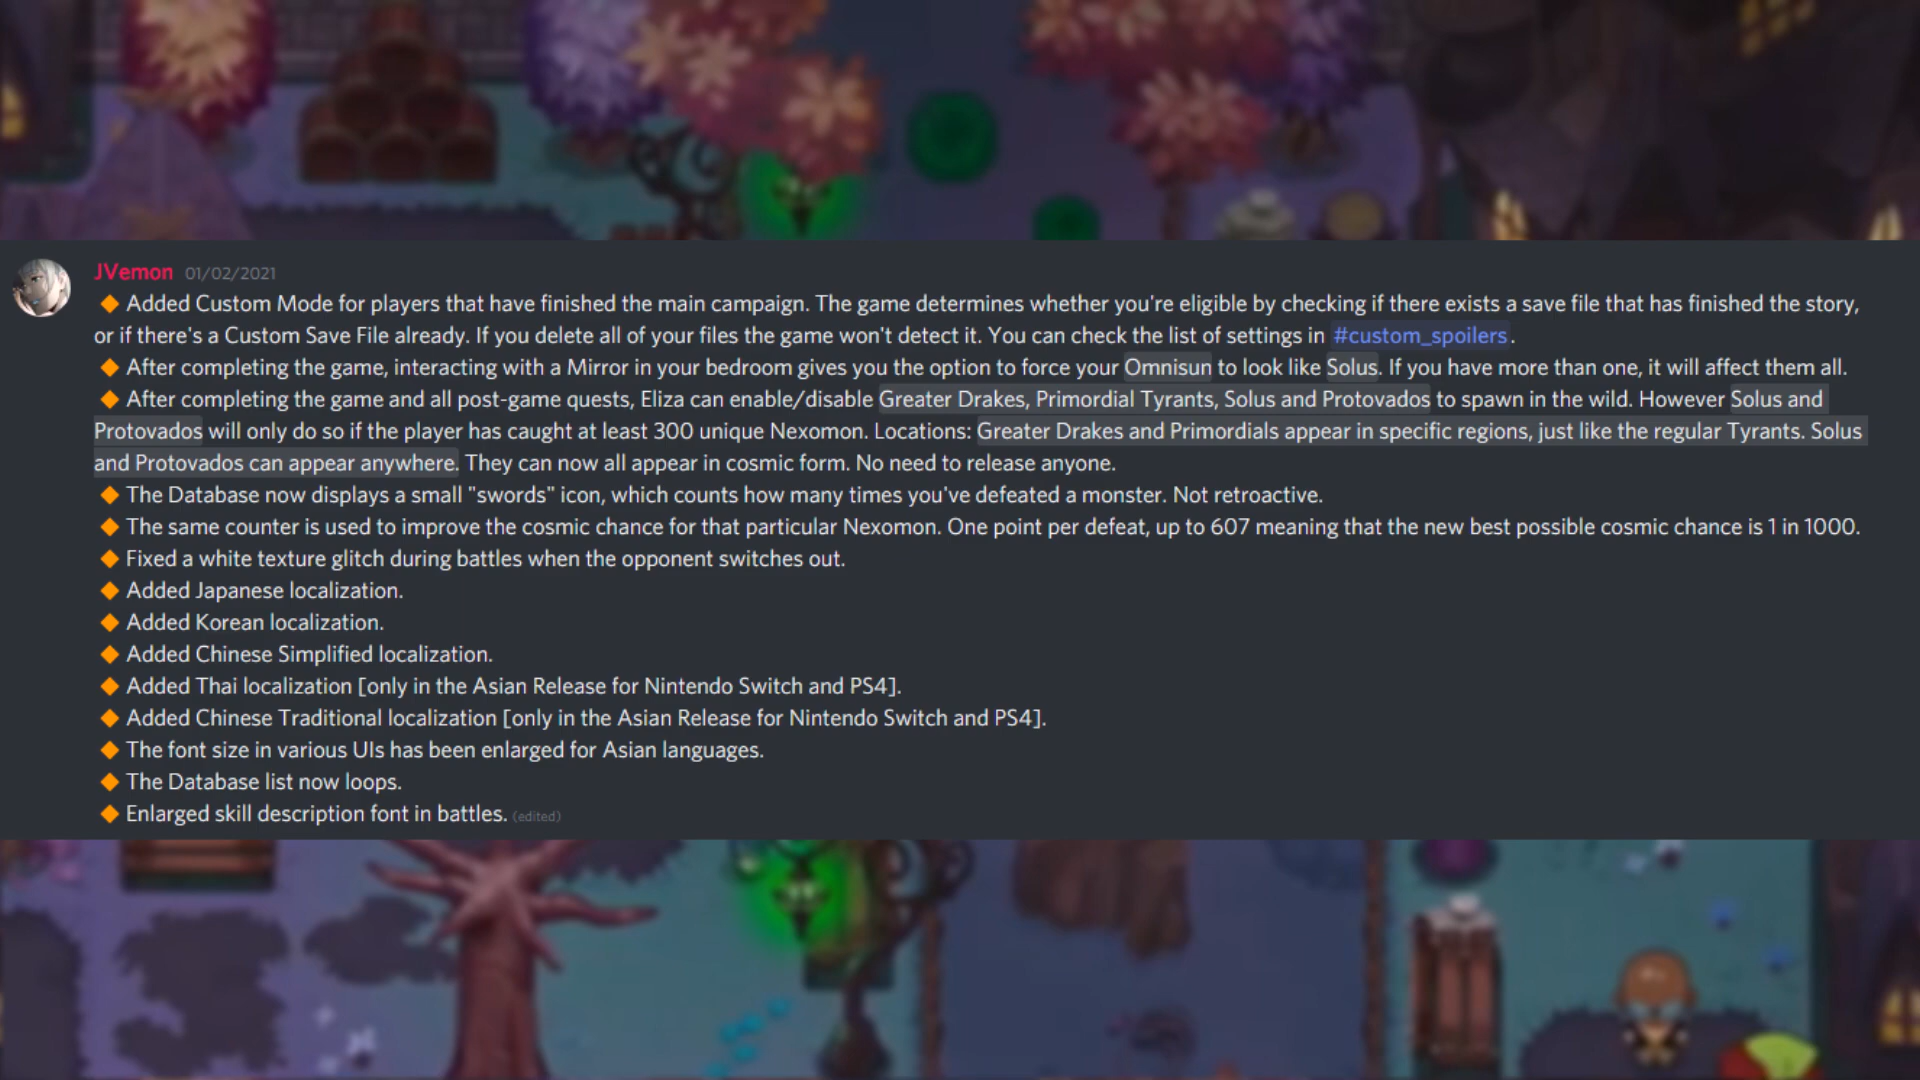 JVemon 01/02/2021
🔶 Added Custom Mode for players that have finished the main campaign. The game determines whether you're eligible by checking if there exists a save file that has finished the story,
or if there's a Custom Save File already. If you delete all of your files the game won't detect it. You can check the list of settings in #custom_spoilers.
🔶 After completing the game, interacting with a Mirror in your bedroom gives you the option to force your Omnisun to look like Solus. If you have more than one, it will affect them all.
🔶 After completing the game and all post-game quests, Eliza can enable/disable Greater Drakes, Primordial Tyrants, Solus and Protovados to spawn in the wild. However Solus and
Protovados will only do so if the player has caught at least 300 unique Nexomon. Locations: Greater Drakes and Primordials appear in specific regions, just like the regular Tyrants. Solus
and Protovados can appear anywhere. They can now all appear in cosmic form. No need to release anyone.
🔶 The Database now displays a small "swords" icon, which counts how many times you've defeated a monster. Not retroactive.
🔶 The same counter is used to improve the cosmic chance for that particular Nexomon. One point per defeat, up to 607 meaning that the new best possible cosmic chance is 1 in 1000.
🔶 Fixed a white texture glitch during battles when the opponent switches out.
🔶 Added Japanese localization.
🔶 Added Korean localization.
🔶 Added Chinese Simplified localization.
🔶 Added Thai localization [only in the Asian Release for Nintendo Switch and PS4].
🔶 Added Chinese Traditional localization [only in the Asian Release for Nintendo Switch and PS4].
🔶 The font size in various UIs has been enlarged for Asian languages.
🔶 The Database list now loops.
🔶 Enlarged skill description font in battles. (edited)